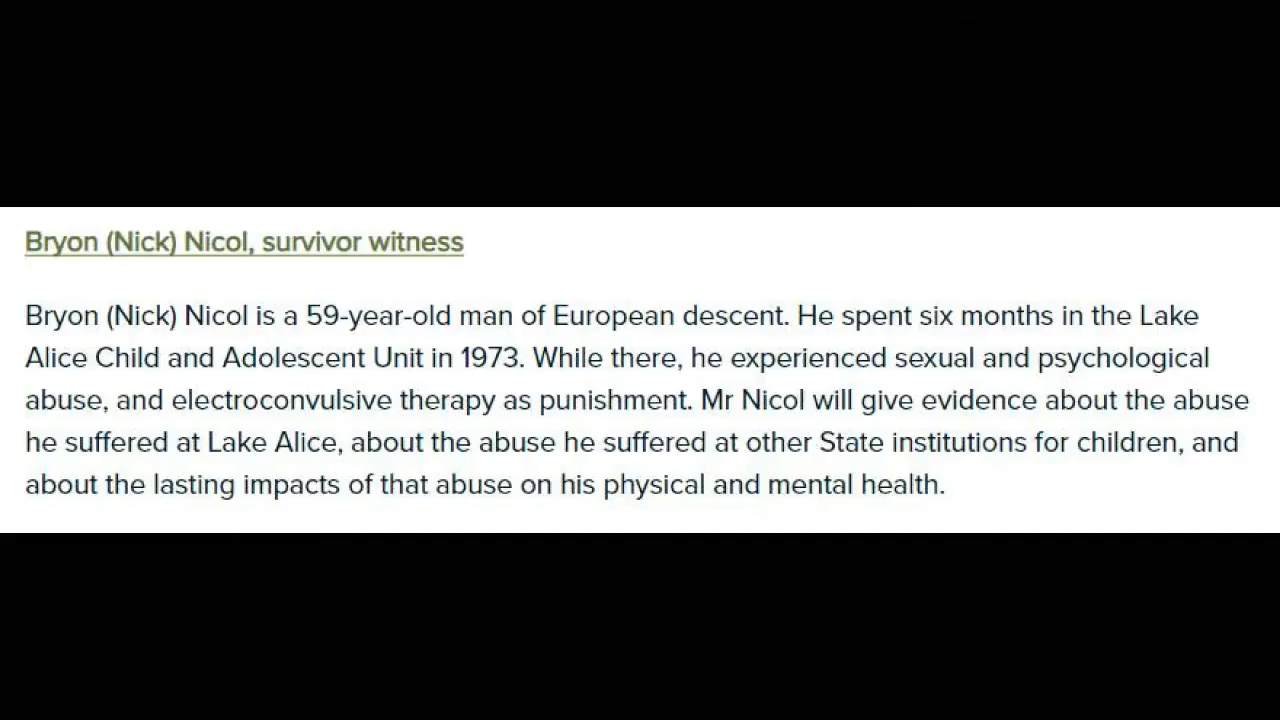 Bryon (Nick) Nicol, survivor witness
Bryon (Nick) Nicol is a 59-year-old man of European descent. He spent six months in the Lake
Alice Child and Adolescent Unit in 1973. While there, he experienced sexual and psychological
abuse, and electroconvulsive therapy as punishment. Mr Nicol will give evidence about the abuse
he suffered at Lake Alice, about the abuse he suffered at other State institutions for children, and
about the lasting impacts of that abuse on his physical and mental health.